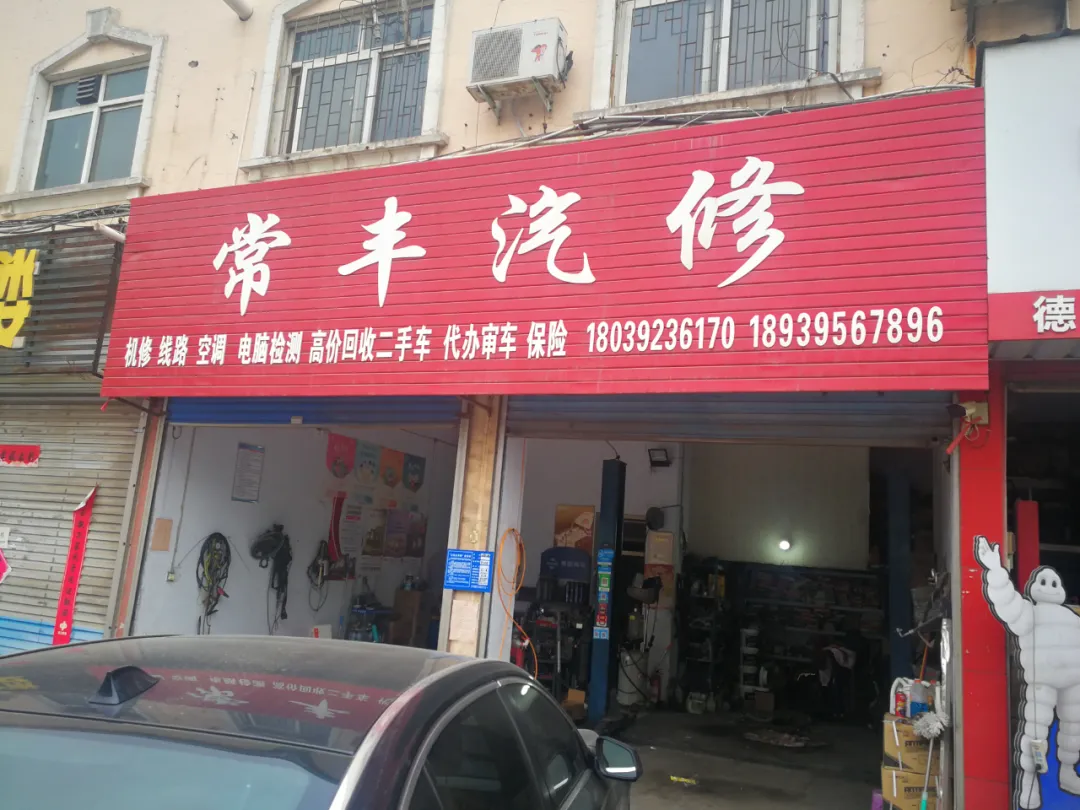 常丰汽修
机修 线路 空调 电脑检测 高价回收二手车 代办审车 保险 18039236170 18939567896
德